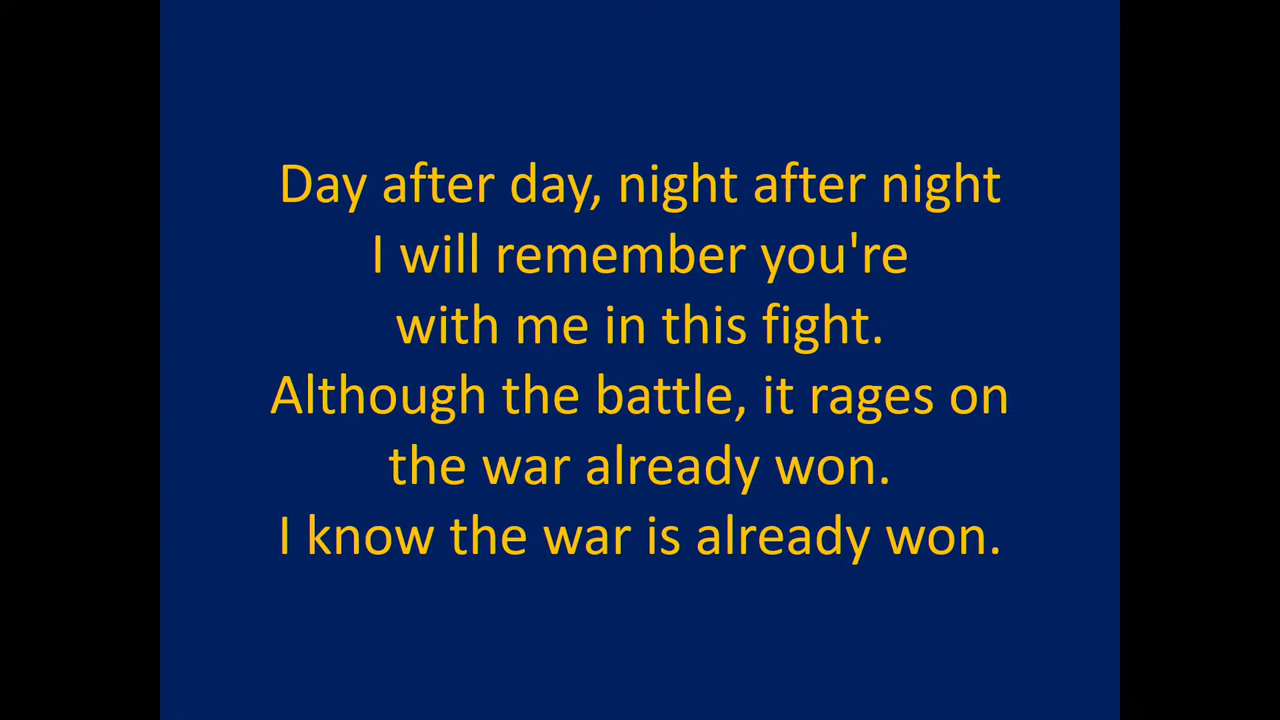 Day after day, night after night
I will remember you're
with me in this fight.
Although the battle, it rages on
the war already won.
I know the war is already won.